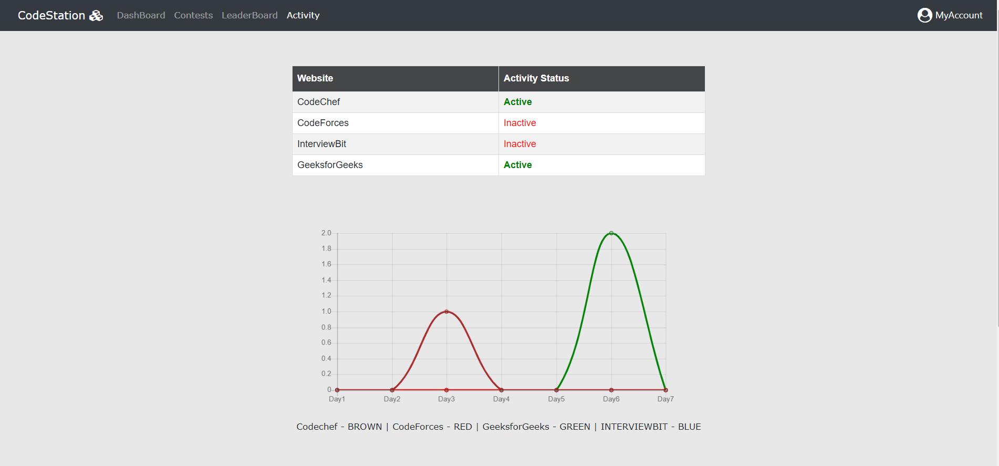 CodeStation DashBoard Contests LeaderBoard Activity MyAccount
Website Activity Status
CodeChef Active
CodeForces Inactive
InterviewBit Inactive
GeeksforGeeks Active
2.0
1.8
1.6
1.4
1.2
1.0
0.8
0.6
0.4
0.2
0
Day1 Day2 Day3 Day4 Day5 Day6 Day7
Codechef - BROWN | CodeForces - RED | GeeksforGeeks - GREEN | INTERVIEWBIT - BLUE